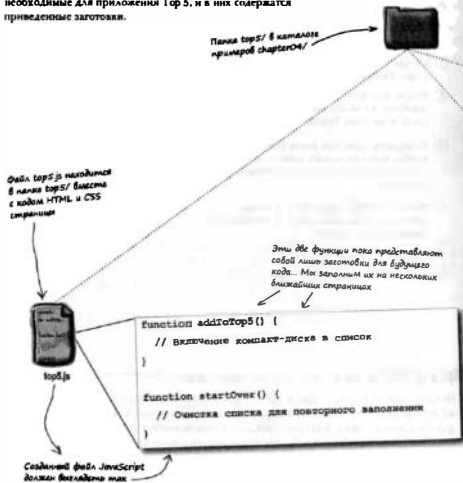 необходимые для приложения Top 5, и в них содержатся
приведенные заготовки.
Папка top5/ в каталоге
примеров chapter04/
Файл top5.js находится
в папке top5/ вместе
с кодом HTML и CSS
страницы
Эти две функции пока представляют
собой лишь заготовки для будущего
кода... Мы заполним их на нескольких
ближайших страницах
function addToTop5() {
// Включение компакт-диска в список
}
function startOver() {
// Очистка списка для повторного заполнения
}
top5.js
Созданный файл JavaScript
должен выглядеть так